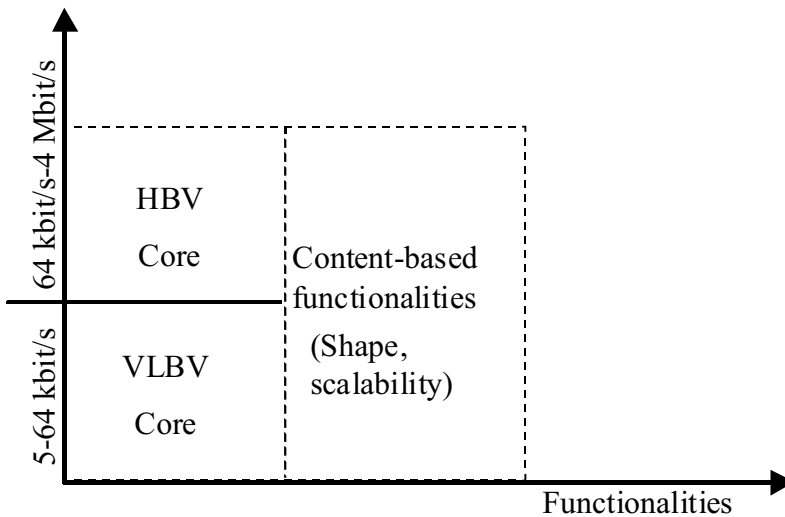 64 kbit/s-4 Mbit/s
5-64 kbit/s
HBV
Core
VLBV
Core
Content-based
functionalities
(Shape,
scalability)
Functionalities